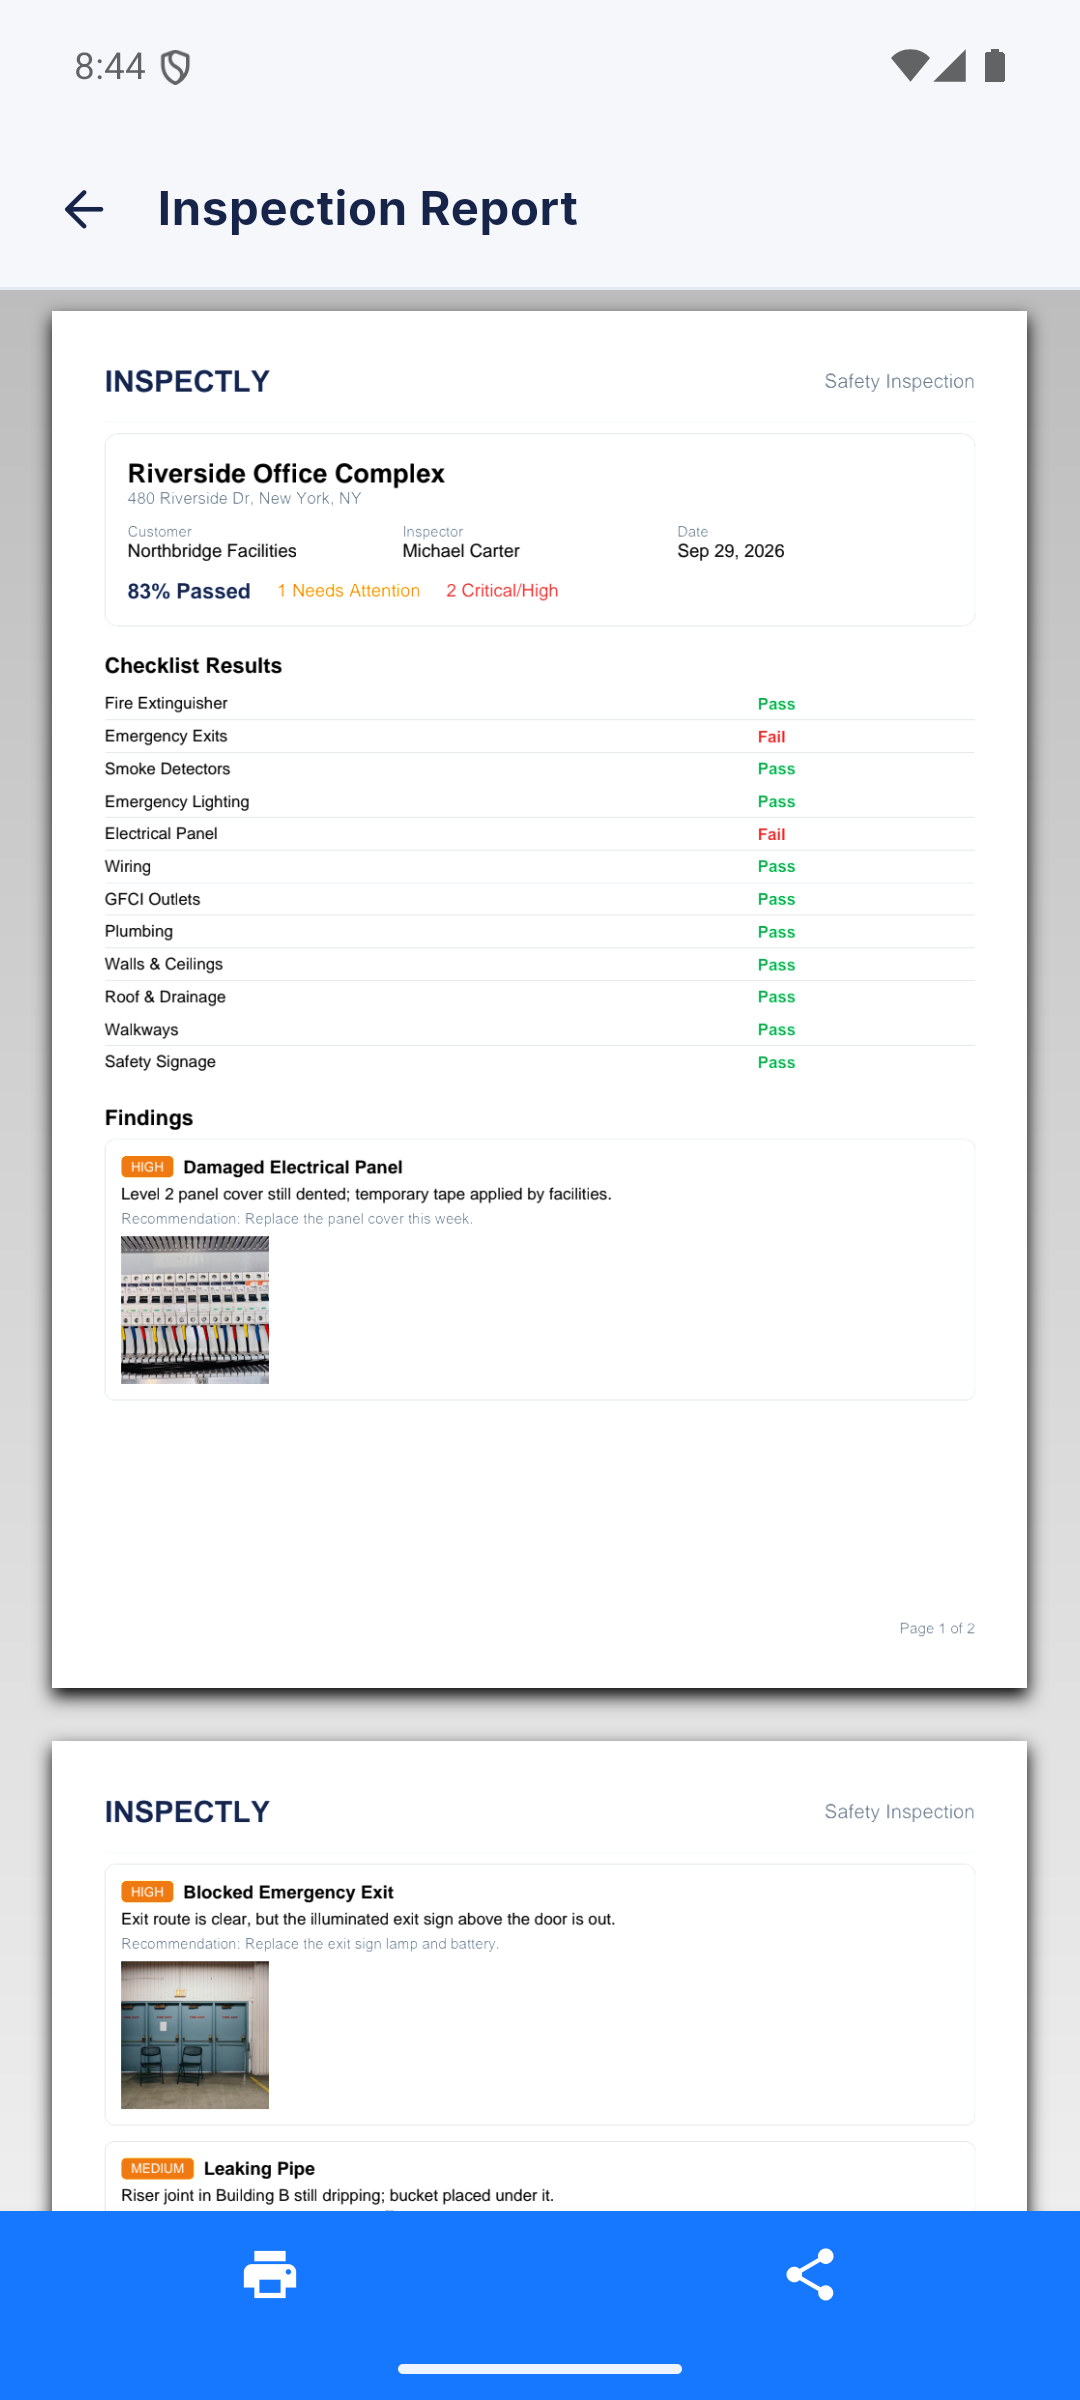 8:44
Inspection Report
INSPECTLY
Safety Inspection
Riverside Office Complex
480 Riverside Dr, New York, NY
Customer Inspector Date
Northbridge Facilities Michael Carter Sep 29, 2026
83% Passed 1 Needs Attention 2 Critical/High
Checklist Results
Fire Extinguisher Pass
Emergency Exits Fail
Smoke Detectors Pass
Emergency Lighting Pass
Electrical Panel Fail
Wiring Pass
GFCI Outlets Pass
Plumbing Pass
Walls & Ceilings Pass
Roof & Drainage Pass
Walkways Pass
Safety Signage Pass
Findings
HIGH Damaged Electrical Panel
Level 2 panel cover still dented; temporary tape applied by facilities.
Recommendation: Replace the panel cover this week.
Page 1 of 2
INSPECTLY
Safety Inspection
HIGH Blocked Emergency Exit
Exit route is clear, but the illuminated exit sign above the door is out.
Recommendation: Replace the exit sign lamp and battery.
MEDIUM Leaking Pipe
Riser joint in Building B still dripping; bucket placed under it.